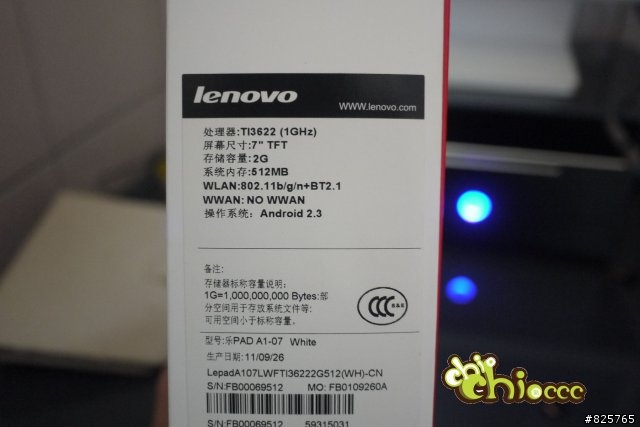 lenovo
www.lenovo.com
处理器:TI3622 (1GHz)
屏幕尺寸:7" TFT
存储容量:2G
系统内存:512MB
WLAN:802.11b/g/n+BT2.1
WWAN: NO WWAN
操作系统: Android 2.3
备注:
存储器标称容量说明:
1G=1,000,000,000 Bytes:部
分空间用于存放系统文件等;
可用空间小于标称容量.
CCC S&E
型号:乐PAD A1-07 White
生产日期:11/09/26
LepadA107LWFTI36222G512(WH)-CN
S/N:FB00069512 MO: FB0109260A
S/N:FB00069512 59315031
chip
chioccc
#825765